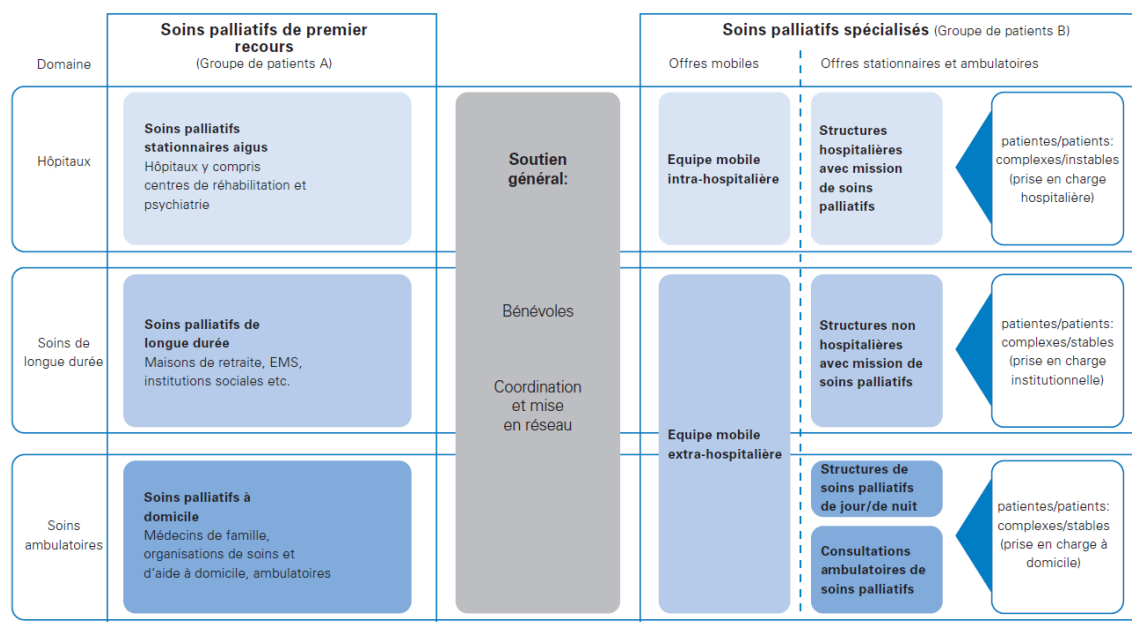 Soins palliatifs de premier
recours
(Groupe de patients A)
Soins palliatifs spécialisés (Groupe de patients B)
Domaine
Offres mobiles
Offres stationnaires et ambulatoires
Hôpitaux
Soins palliatifs
stationnaires aigus
Hôpitaux y compris
centres de réhabilitation et
psychiatrie
Soutien
général:
Bénévoles
Coordination
et mise
en réseau
Equipe mobile
intra-hospitalière
Structures
hospitalières
avec mission
de soins
palliatifs
patientes/patients:
complexes/instables
(prise en charge
hospitalière)
Soins de
longue durée
Soins palliatifs de
longue durée
Maisons de retraite, EMS,
institutions sociales etc.
Equipe mobile
extra-hospitalière
Structures non
hospitalières
avec mission de
soins palliatifs
patientes/patients:
complexes/stables
(prise en charge
institutionnelle)
Soins
ambulatoires
Soins palliatifs à
domicile
Médecins de famille,
organisations de soins et
d'aide à domicile, ambulatoires
Structures de
soins palliatifs
de jour/de nuit
Consultations
ambulatoires de
soins palliatifs
patientes/patients:
complexes/stables
(prise en charge à
domicile)